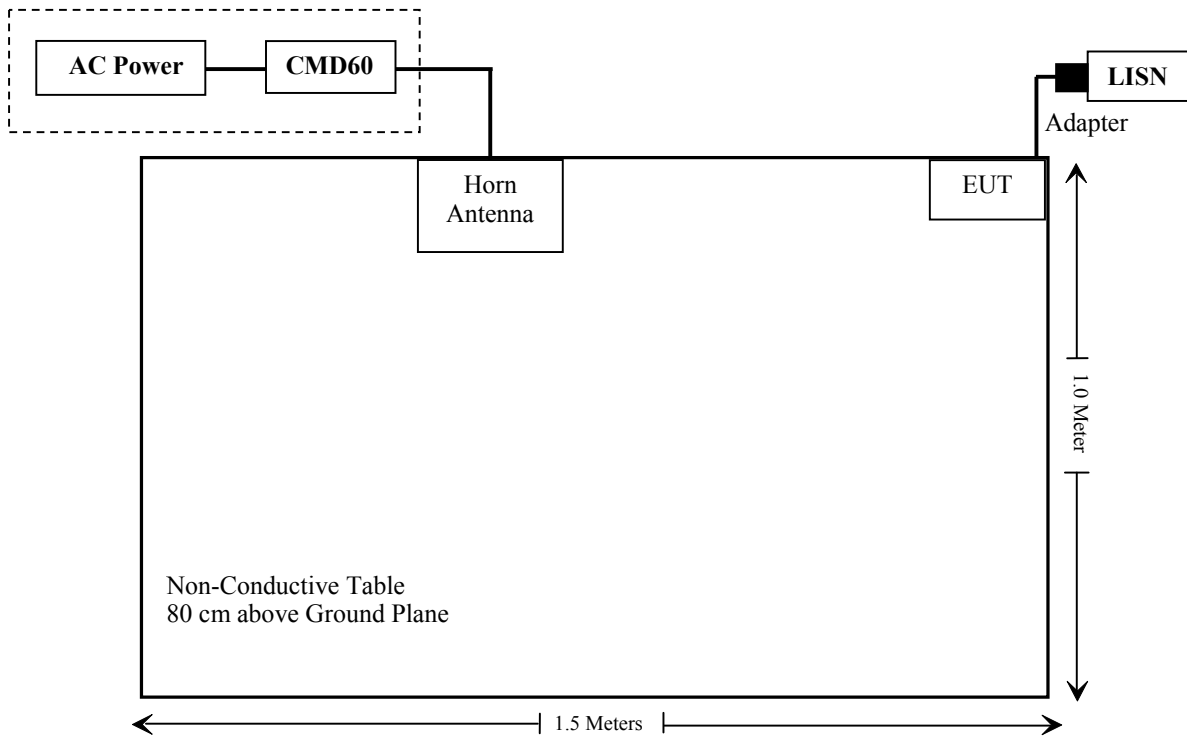 AC Power
CMD60
LISN
Adapter
Horn
Antenna
EUT
1.0 Meter
Non-Conductive Table
80 cm above Ground Plane
1.5 Meters